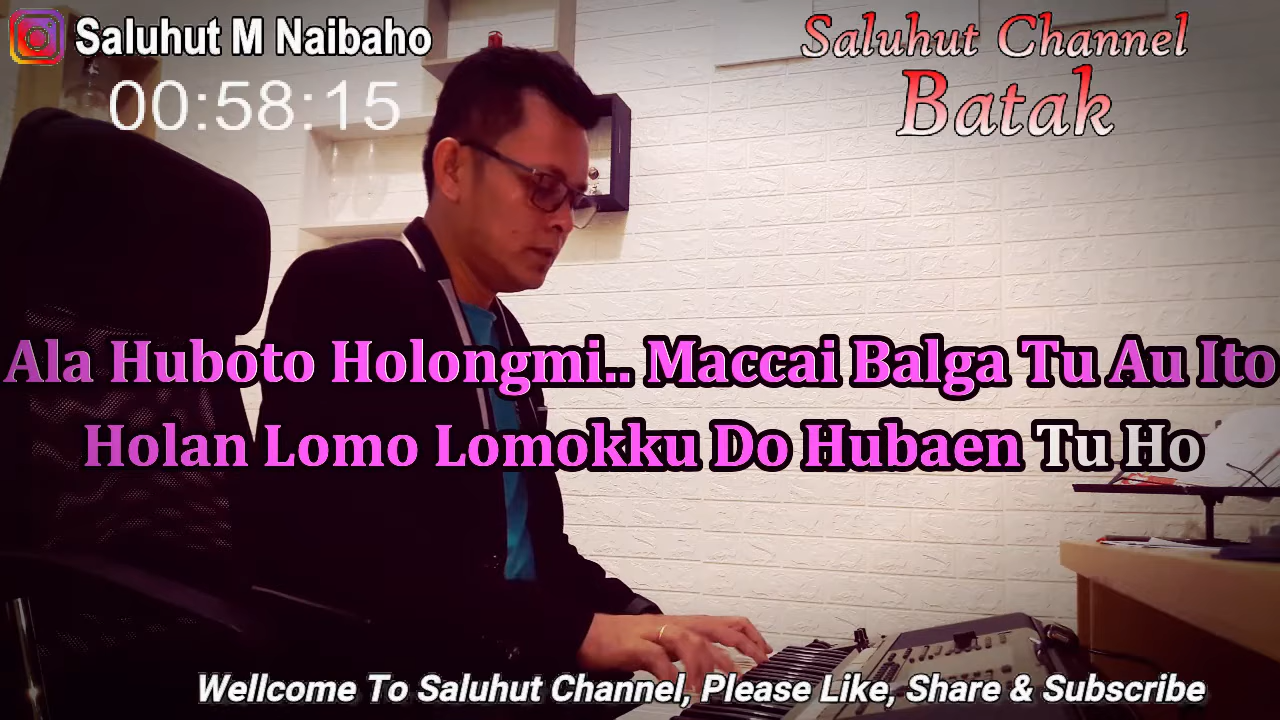 Saluhut M Naibaho
00:58:15
Saluhut Channel
Batak
Ala Huboto Holongmi.. Maccai Balga Tu Au Ito
Holan Lomo Lomokku Do Hubaen Tu Ho
Wellcome To Saluhut Channel, Please Like, Share & Subscribe